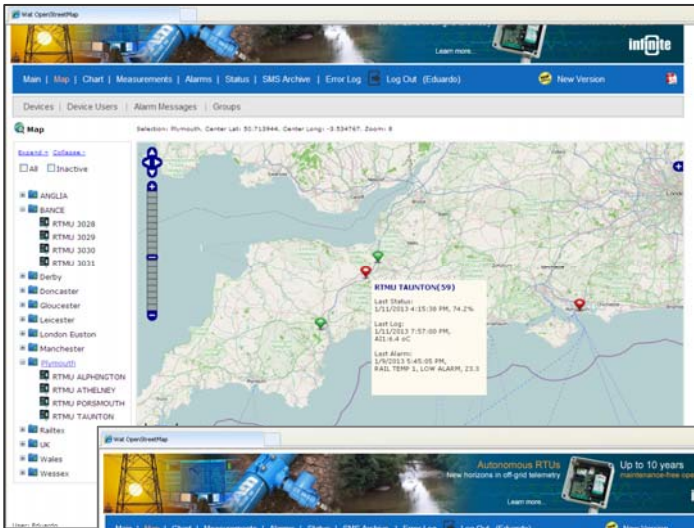 Wat OpenStreetMap
Learn more...
infinite
Main | Map | Chart | Measurements | Alarms | Status | SMS Archive | Error Log Log Out (Eduardo) New Version
Devices | Device Users | Alarm Messages | Groups
Map
Selection: Plymouth, Center Lat: 50.713944, Center Long: -3.534767, Zoom: 8
Expand + Collapse -
All Inactive
ANGLIA
BANCE
RTMU 3028
RTMU 3029
RTMU 3030
RTMU 3031
Derby
Doncaster
Gloucester
Leicester
London Euston
Manchester
Plymouth
RTMU ALPHINGTON
RTMU ATHELNEY
RTMU PORSMOUTH
RTMU TAUNTON
Railtex
UK
Wales
Wessex
User: Eduardo
RTMU TAUNTON(59)
Last Status:
1/11/2013 4:15:38 PM, 74.2%
Last Log:
1/11/2013 7:57:00 PM,
AI1:6.4 oC
Last Alarm:
1/9/2013 5:45:05 PM,
RAIL TEMP 1, LOW ALARM, 23.3
Wat OpenStreetMap
Autonomous RTUs
New horizons in off-grid telemetry
Learn more...
Up to 10 years
Main | Map | Chart | Measurements | Alarms | Status | SMS Archive | Error Log Log Out (Eduardo) New Version